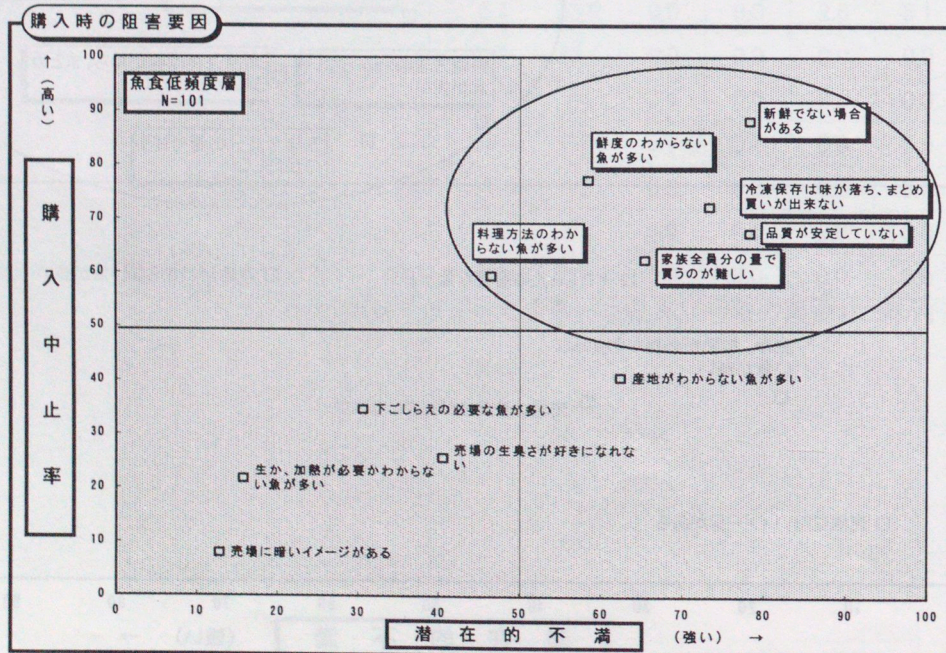 購入時の阻害要因
↑
（高い）
魚食低頻度層
N=101
購入中止率
100
90
80
70
60
50
40
30
20
10
0
新鮮でない場合
がある
鮮度のわからない
魚が多い
冷凍保存は味が落ち、まとめ
買いが出来ない
品質が安定していない
料理方法のわか
らない魚が多い
家族全員分の量で
買うのが難しい
産地がわからない魚が多い
下ごしらえの必要な魚が多い
売場の生臭さが好きになれな
い
生か、加熱が必要かわからな
い魚が多い
売場に暗いイメージがある
0 10 20 30 40 50 60 70 80 90 100
潜在的不満 （強い） →